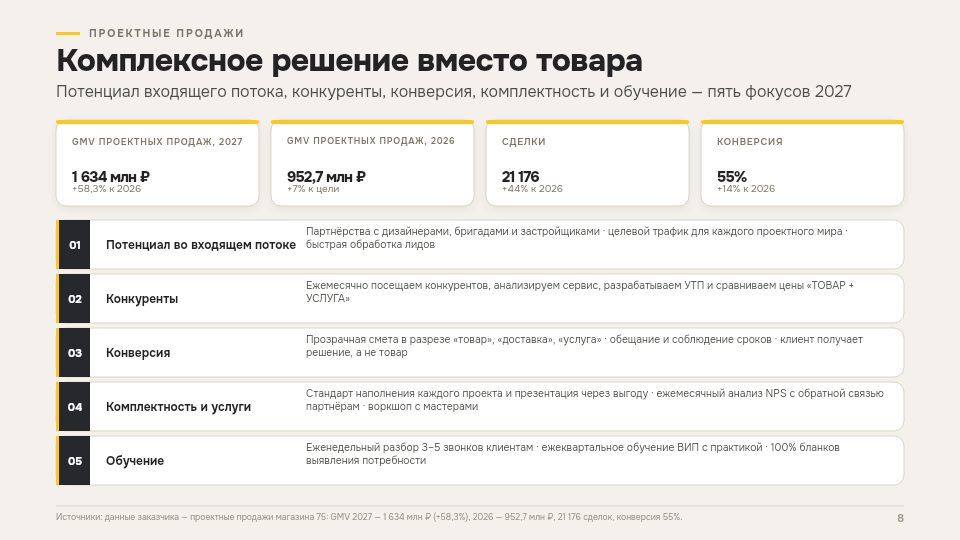 ПРОЕКТНЫЕ ПРОДАЖИ
Комплексное решение вместо товара
Потенциал входящего потока, конкуренты, конверсия, комплектность и обучение — пять фокусов 2027
GMV ПРОЕКТНЫХ ПРОДАЖ, 2027
1 634 млн ₽
+58,3% к 2026
GMV ПРОЕКТНЫХ ПРОДАЖ, 2026
952,7 млн ₽
+7% к цели
СДЕЛКИ
21 176
+44% к 2026
КОНВЕРСИЯ
55%
+14% к 2026
01
Потенциал во входящем потоке
Партнёрства с дизайнерами, бригадами и застройщиками · целевой трафик для каждого проектного мира ·
быстрая обработка лидов
02
Конкуренты
Ежемесячно посещаем конкурентов, анализируем сервис, разрабатываем УТП и сравниваем цены «ТОВАР +
УСЛУГА»
03
Конверсия
Прозрачная смета в разрезе «товар», «доставка», «услуга» · обещание и соблюдение сроков · клиент получает
решение, а не товар
04
Комплектность и услуги
Стандарт наполнения каждого проекта и презентация через выгоду · ежемесячный анализ NPS с обратной связью
партнёрам · воркшоп с мастерами
05
Обучение
Еженедельный разбор 3–5 звонков клиентам · ежеквартальное обучение ВИП с практикой · 100% бланков
выявления потребности
Источники: данные заказчика — проектные продажи магазина 75: GMV 2027 — 1 634 млн ₽ (+58,3%), 2026 — 952,7 млн ₽, 21 176 сделок, конверсия 55%.
8